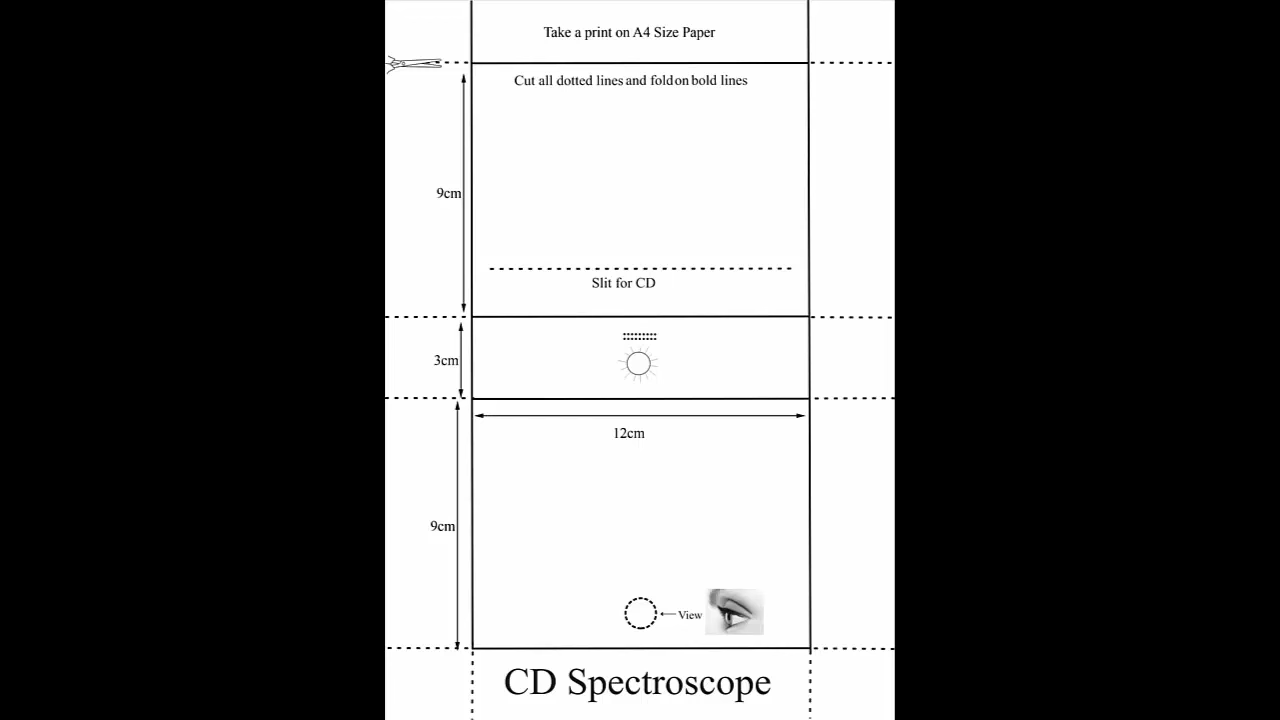 Take a print on A4 Size Paper
Cut all dotted lines and fold on bold lines
9cm
Slit for CD
3cm
12cm
9cm
View
CD Spectroscope